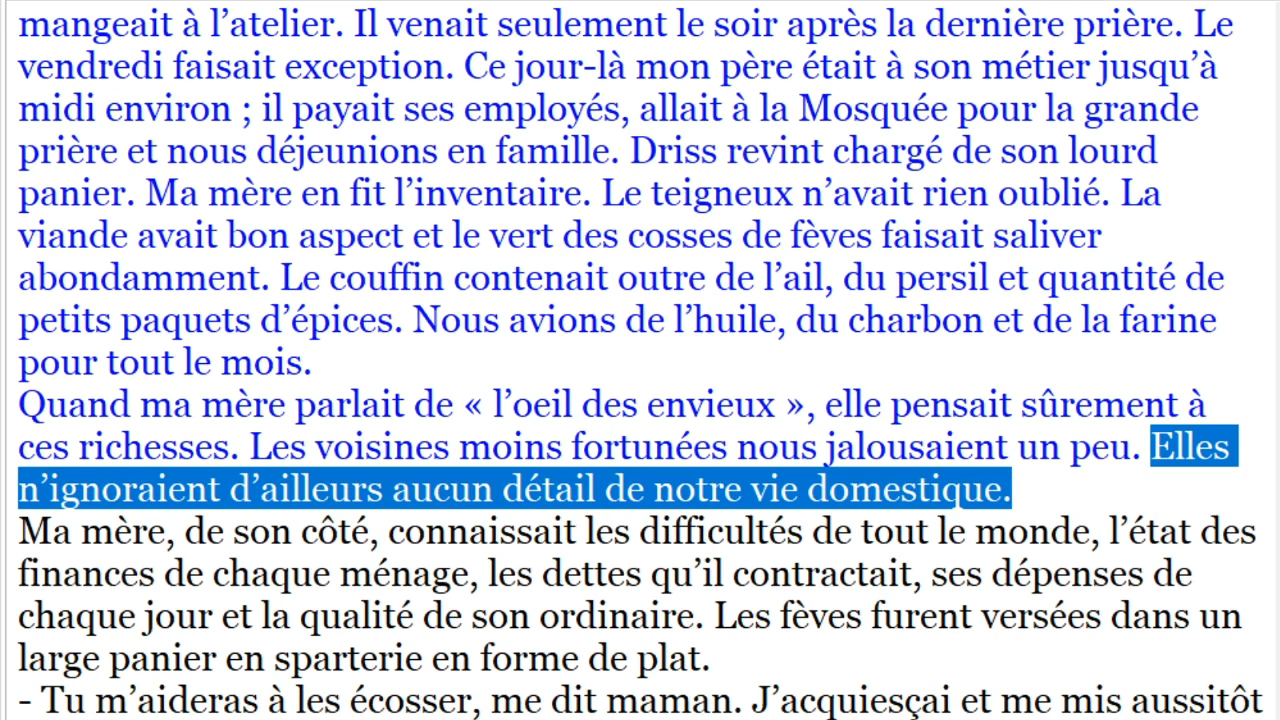 mangeait à l’atelier. Il venait seulement le soir après la dernière prière. Le
vendredi faisait exception. Ce jour-là mon père était à son métier jusqu’à
midi environ ; il payait ses employés, allait à la Mosquée pour la grande
prière et nous déjeunions en famille. Driss revint chargé de son lourd
panier. Ma mère en fit l’inventaire. Le teigneux n’avait rien oublié. La
viande avait bon aspect et le vert des cosses de fèves faisait saliver
abondamment. Le couffin contenait outre de l’ail, du persil et quantité de
petits paquets d’épices. Nous avions de l’huile, du charbon et de la farine
pour tout le mois.
Quand ma mère parlait de « l’oeil des envieux », elle pensait sûrement à
ces richesses. Les voisines moins fortunées nous jalousaient un peu. Elles
n’ignoraient d’ailleurs aucun détail de notre vie domestique.
Ma mère, de son côté, connaissait les difficultés de tout le monde, l’état des
finances de chaque ménage, les dettes qu’il contractait, ses dépenses de
chaque jour et la qualité de son ordinaire. Les fèves furent versées dans un
large panier en sparterie en forme de plat.
- Tu m’aideras à les écosser, me dit maman. J’acquiesçai et me mis aussitôt